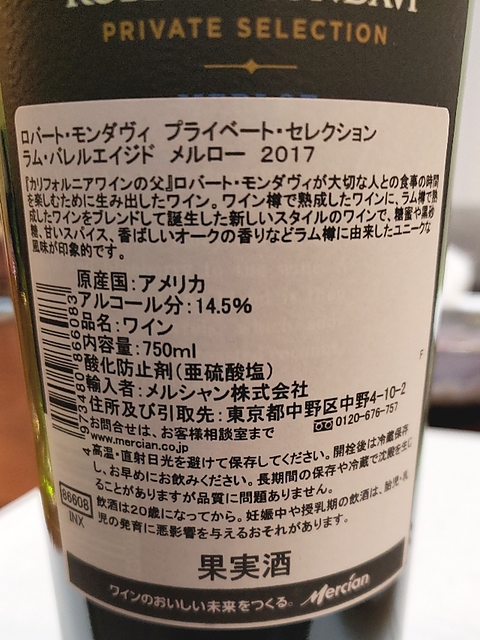 PRIVATE SELECTION
MERLOT
ロバート・モンダヴィ プライベート・セレクション
ラム・バレルエイジド メルロー 2017
『カリフォルニアワインの父』ロバート・モンダヴィが大切な人との食事の時間
を楽しむために生み出したワイン。ワイン樽で熟成したワインに、ラム樽で熟
成したワインをブレンドして誕生した新しいスタイルのワインで、糖蜜や黒砂
糖、甘いスパイス、香ばしいオークの香りなどラム樽に由来したユニークな
風味が印象的です。
原産国:アメリカ
アルコール分:14.5%
品名:ワイン
内容量:750ml
酸化防止剤(亜硫酸塩)
輸入者:メルシャン株式会社
住所及び引取先:東京都中野区中野4-10-2
お問合せは、お客様相談室まで 0120-676-757
www.mercian.co.jp
高温・直射日光を避けて保存してください。開栓後は冷蔵保存
し、お早めにお飲みください。長期間の保存や冷蔵で沈殿を生じ
ることがありますが品質に問題ありません。
飲酒は20歳になってから。妊娠中や授乳期の飲酒は、胎児・乳
児の発育に悪影響を与えるおそれがあります。
4 973480 866083
86608
INX
F
果実酒
ワインのおいしい未来をつくる。 Mercian